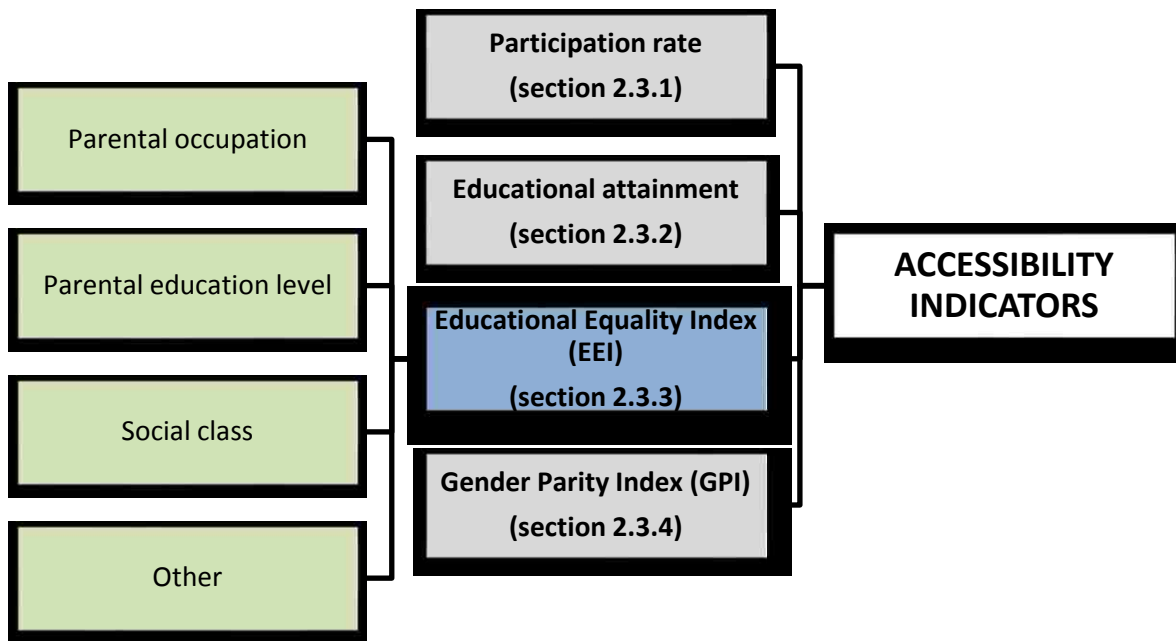 Parental occupation
Parental education level
Social class
Other
Participation rate
(section 2.3.1)
Educational attainment
(section 2.3.2)
Educational Equality Index
(EEI)
(section 2.3.3)
Gender Parity Index (GPI)
(section 2.3.4)
ACCESSIBILITY
INDICATORS